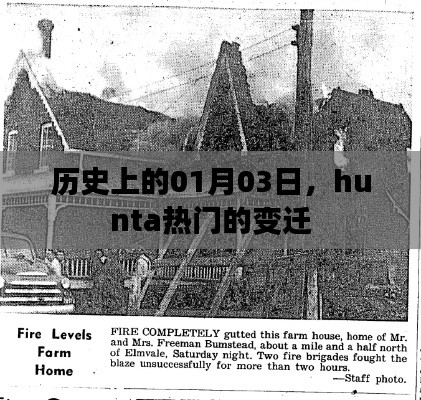 历史上的01月03日，hu
nta热门的变迁
Fire Levels
Farm
Home
FIRE COMPLETELY gutted this farm house, home of Mr.
and Mrs. Freeman Bumstead, about a mile and a half north
of Elmvale, Saturday night. Two fire brigades fought the
blaze unsuccessfully for more than two hours.
—Staff photo.